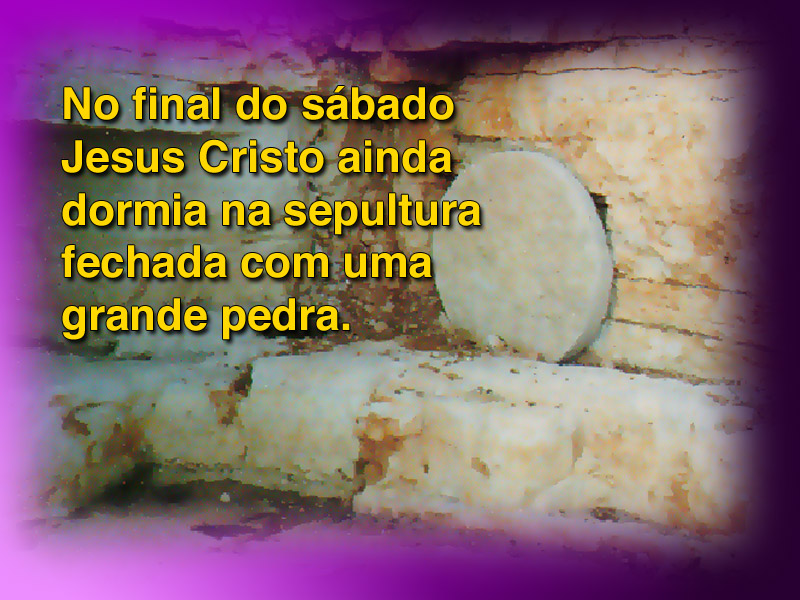 No final do sábado
Jesus Cristo ainda
dormia na sepultura
fechada com uma
grande pedra.